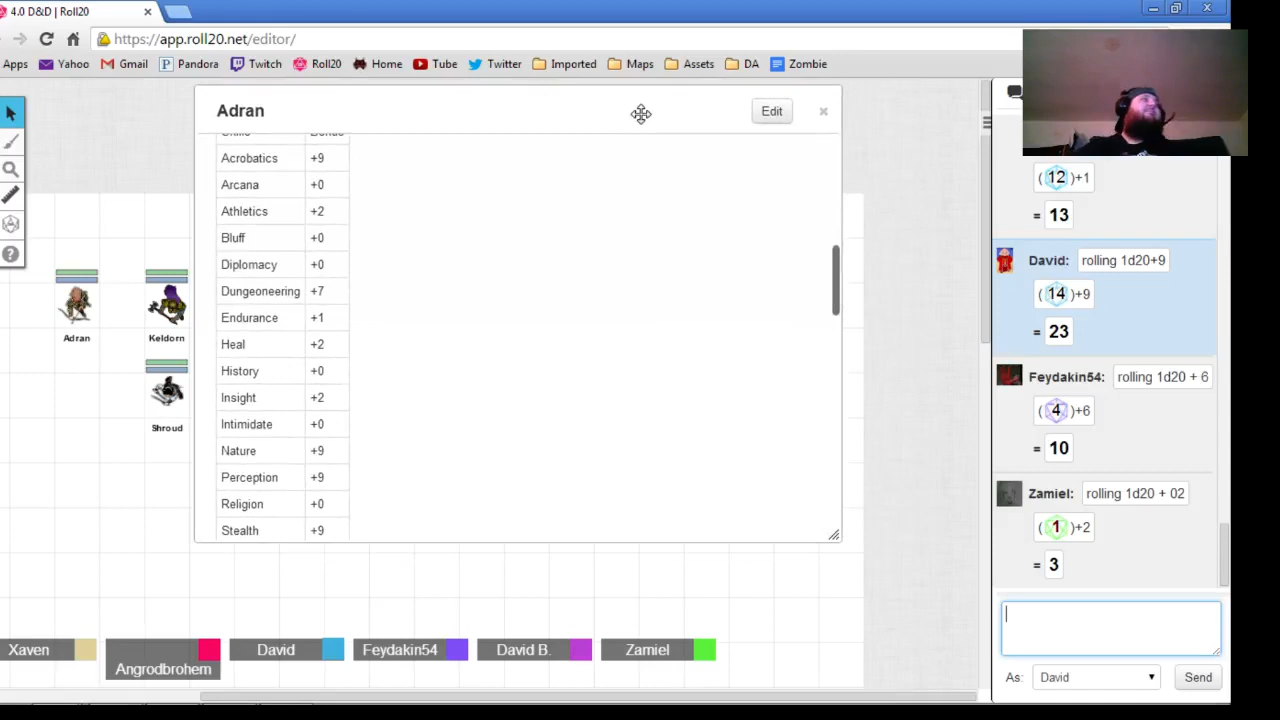 4.0 D&D | Roll20
https://app.roll20.net/editor/
Apps Yahoo Gmail Pandora Twitch Roll20 Home Tube Twitter Imported Maps Assets DA Zombie
Adran
Edit
Acrobatics +9
Arcana +0
Athletics +2
Bluff +0
Diplomacy +0
Dungeoneering +7
Endurance +1
Heal +2
History +0
Insight +2
Intimidate +0
Nature +9
Perception +9
Religion +0
Stealth +9
Adran
Keldorn
Shroud
(12)+1
= 13
David: rolling 1d20+9
(14)+9
= 23
Feydakin54: rolling 1d20 + 6
(4)+6
= 10
Zamiel: rolling 1d20 + 02
(1)+2
= 3
As: David Send
Xaven
Angrodbrohem
David
Feydakin54
David B.
Zamiel